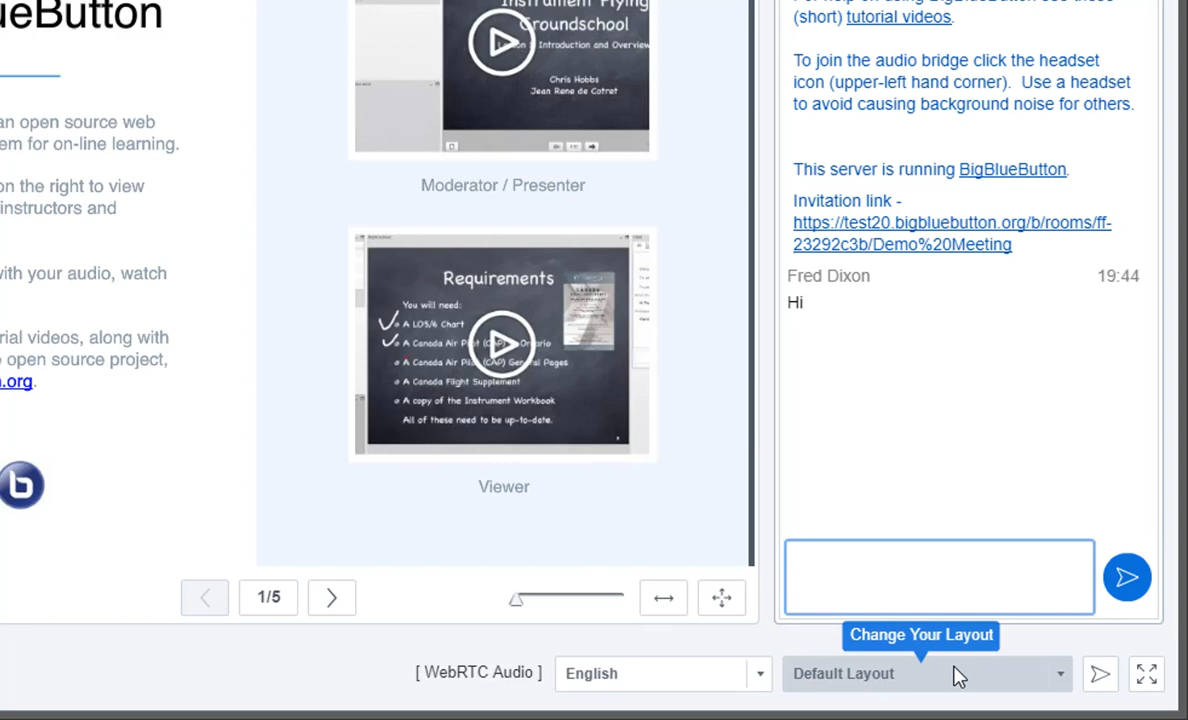 ueButton
an open source web
em for on-line learning.
on the right to view
instructors and
with your audio, watch
rial videos, along with
open source project,
.org.
Instrument Flying
Groundschool
Introduction and Overview
Chris Hobbs
Jean Rene de Cotret
Moderator / Presenter
Requirements
You will need:
A LO5/6 Chart
A Canada Air Pilot (CAP) - Ontario
A Canada Air Pilot (CAP) General Pages
A Canada Flight Supplement
A copy of the Instrument Workbook
All of these need to be up-to-date.
Viewer
1/5
(short) tutorial videos.
To join the audio bridge click the headset
icon (upper-left hand corner). Use a headset
to avoid causing background noise for others.
This server is running BigBlueButton.
Invitation link -
https://test20.bigbluebutton.org/b/rooms/ff-
23292c3b/Demo%20Meeting
Fred Dixon 19:44
Hi
Change Your Layout
[ WebRTC Audio ] English Default Layout